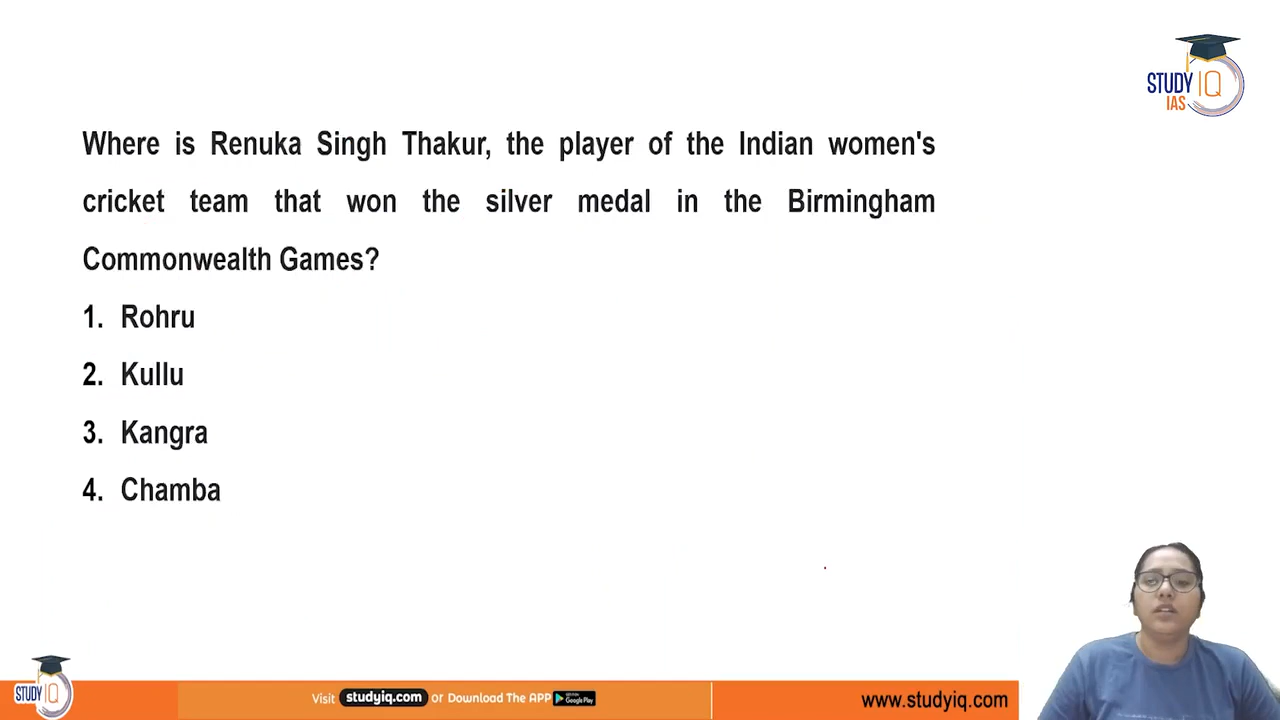 STUDY IQ
IAS
Where is Renuka Singh Thakur, the player of the Indian women's
cricket team that won the silver medal in the Birmingham
Commonwealth Games?
1. Rohru
2. Kullu
3. Kangra
4. Chamba
STUDY IQ
Visit studyiq.com or Download The APP Google Play
www.studyiq.com